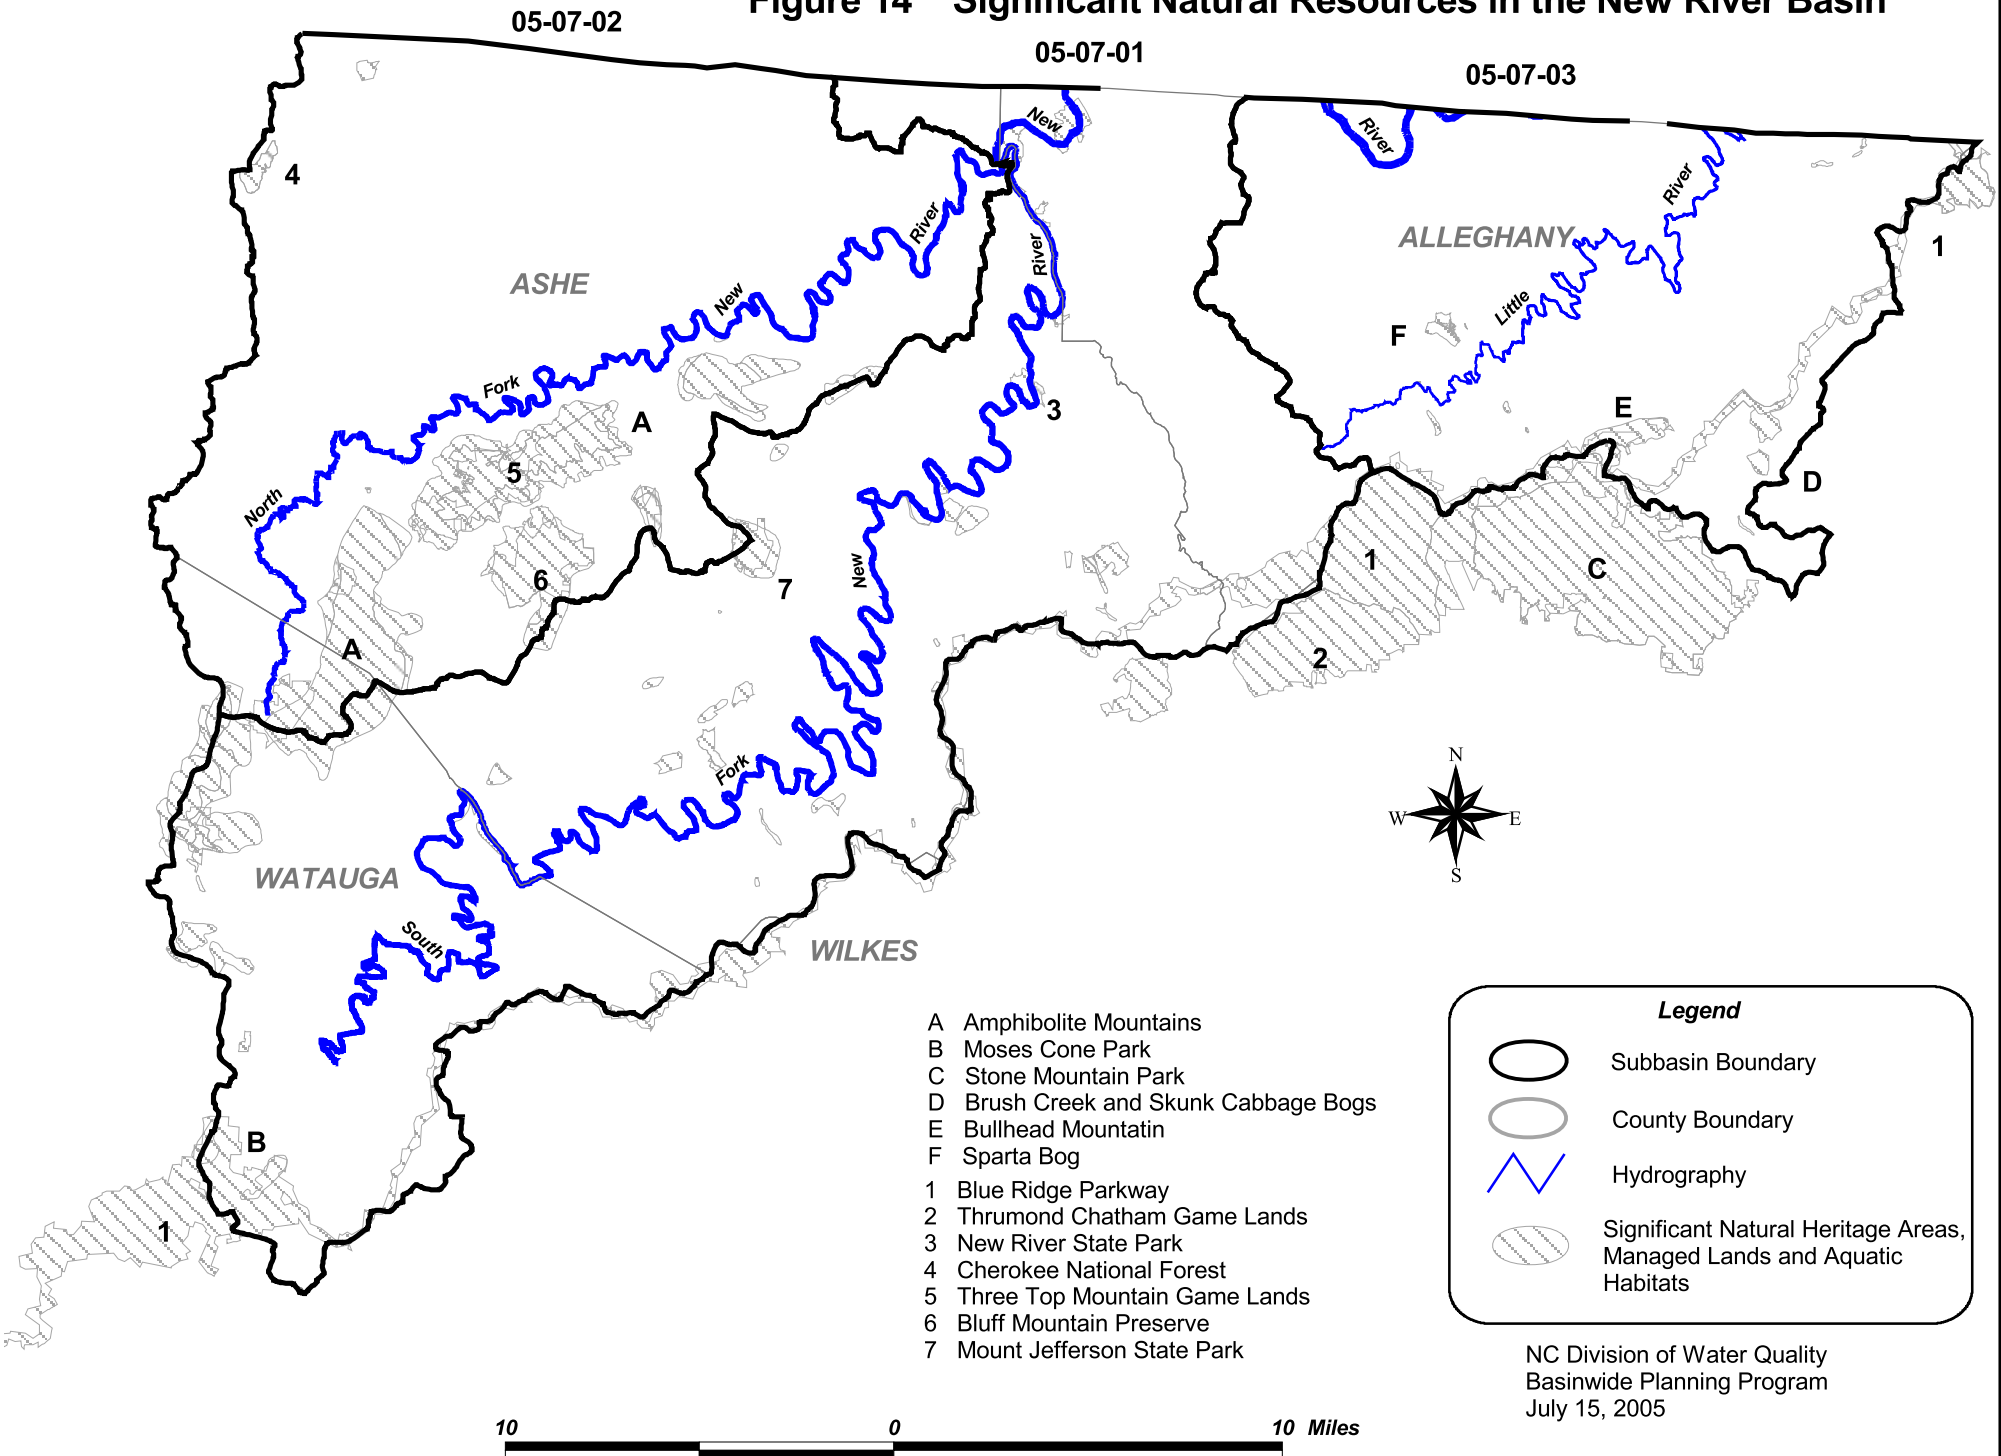 Figure 14 Significant Natural Resources in the New River Basin
05-07-02
05-07-01
05-07-03
New
River
River
4
River
ALLEGHANY
1
River
ASHE
New
Little
F
Fork
3
E
A
5
D
North
1
C
6
New
7
A
2
Fork
N
W
E
S
WATAUGA
South
WILKES
B
1
A Amphibolite Mountains
B Moses Cone Park
C Stone Mountain Park
D Brush Creek and Skunk Cabbage Bogs
E Bullhead Mountatin
F Sparta Bog
1 Blue Ridge Parkway
2 Thrumond Chatham Game Lands
3 New River State Park
4 Cherokee National Forest
5 Three Top Mountain Game Lands
6 Bluff Mountain Preserve
7 Mount Jefferson State Park
Legend
Subbasin Boundary
County Boundary
Hydrography
Significant Natural Heritage Areas,
Managed Lands and Aquatic
Habitats
NC Division of Water Quality
Basinwide Planning Program
July 15, 2005
10 0 10 Miles